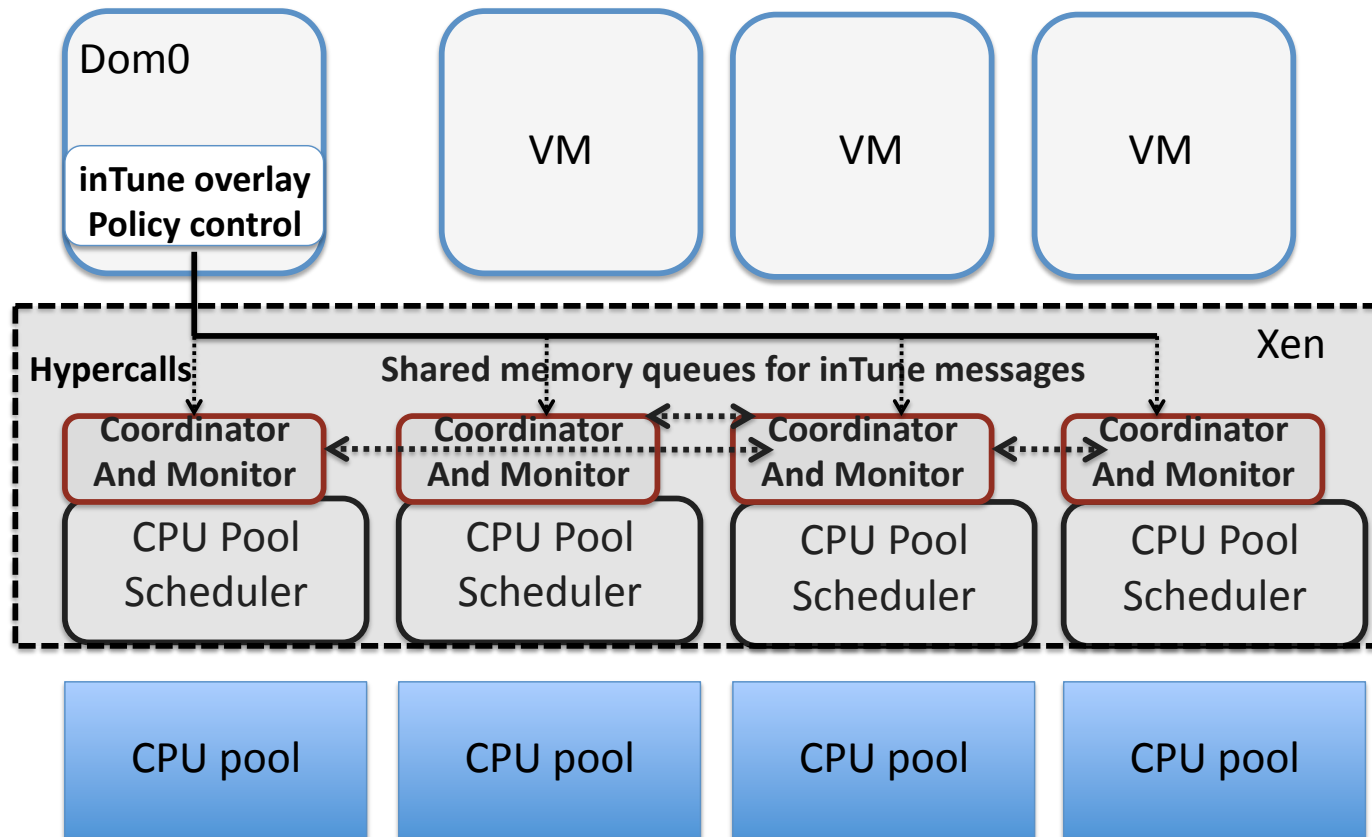 Dom0
inTune overlay
Policy control
VM
VM
VM
Xen
Hypercalls
Shared memory queues for inTune messages
Coordinator
And Monitor
Coordinator
And Monitor
Coordinator
And Monitor
Coordinator
And Monitor
CPU Pool
Scheduler
CPU Pool
Scheduler
CPU Pool
Scheduler
CPU Pool
Scheduler
CPU pool
CPU pool
CPU pool
CPU pool